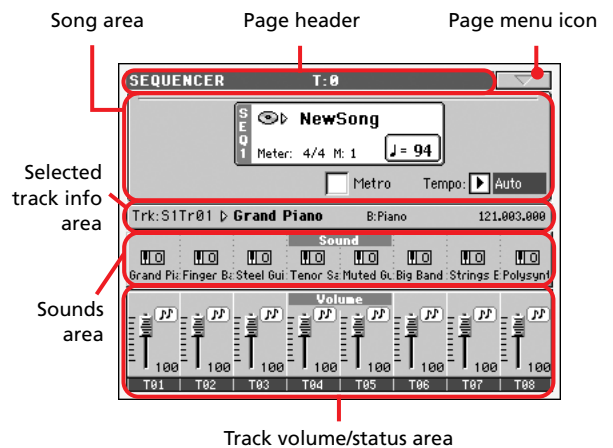 Song area
Page header
Page menu icon
SEQUENCER T:0
SEQ1
NewSong
Meter: 4/4 M: 1
♩= 94
Metro Tempo: Auto
Selected track info area
Trk:S1Tr01 Grand Piano B:Piano 121.003.000
Sound
Grand Pia Finger Ba Steel Gui Tenor Sa Muted Gu Big Band Strings E Polysynt
Sounds area
Volume
100 100 100 100 100 100 100 100
T01 T02 T03 T04 T05 T06 T07 T08
Track volume/status area